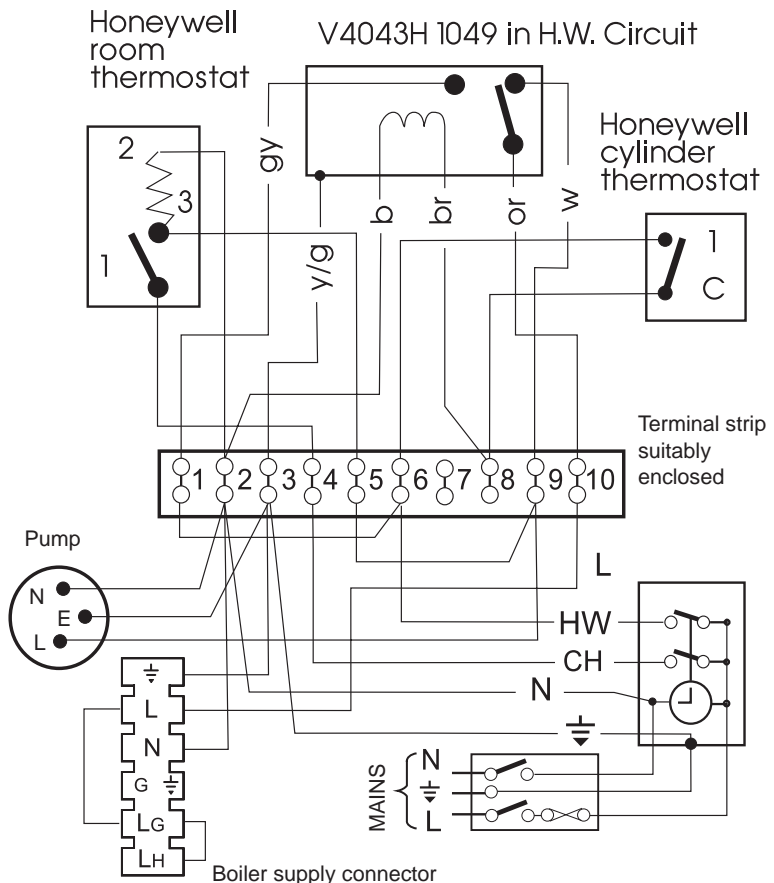 Honeywell
room
thermostat
V4043H 1049 in H.W. Circuit
Honeywell
cylinder
thermostat
2
3
1
gy
y/g
b
br
or
w
1
C
1 2 3 4 5 6 7 8 9 10
Terminal strip
suitably
enclosed
Pump
N
E
L
L
HW
CH
N
L
N
G
LG
LH
Boiler supply connector
MAINS
N
L